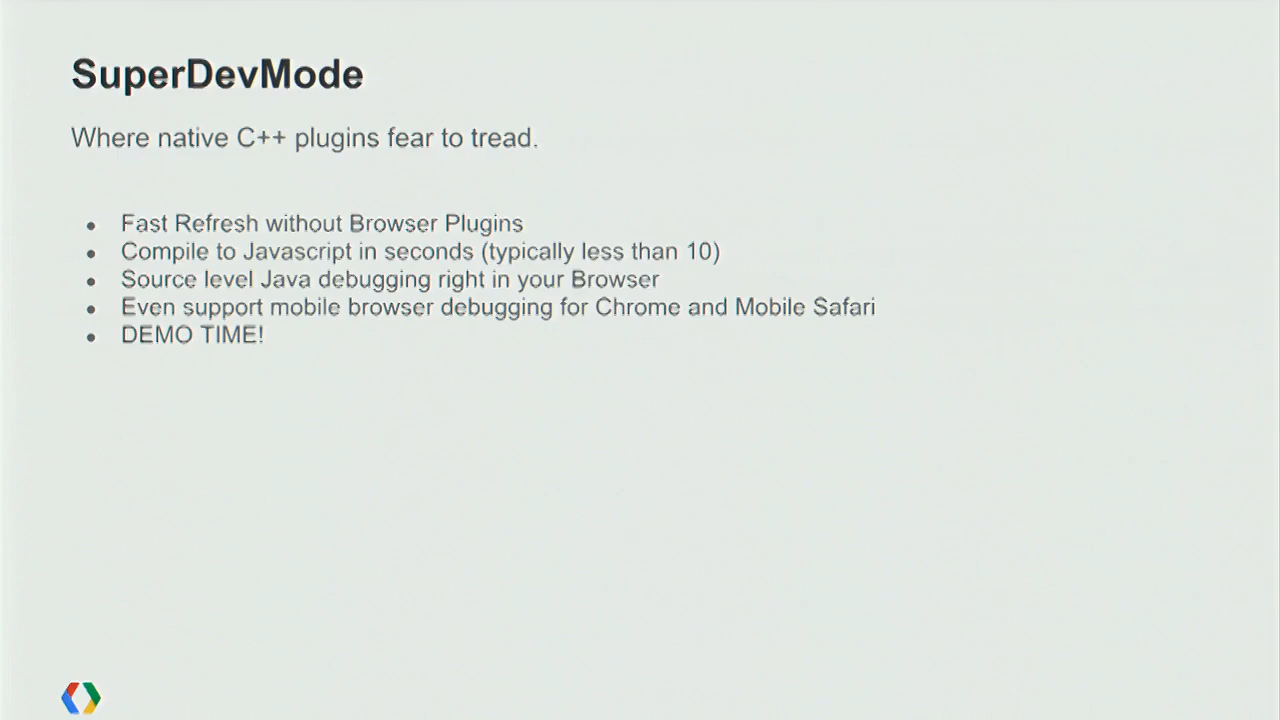 SuperDevMode
Where native C++ plugins fear to tread.
• Fast Refresh without Browser Plugins
• Compile to Javascript in seconds (typically less than 10)
• Source level Java debugging right in your Browser
• Even support mobile browser debugging for Chrome and Mobile Safari
• DEMO TIME!